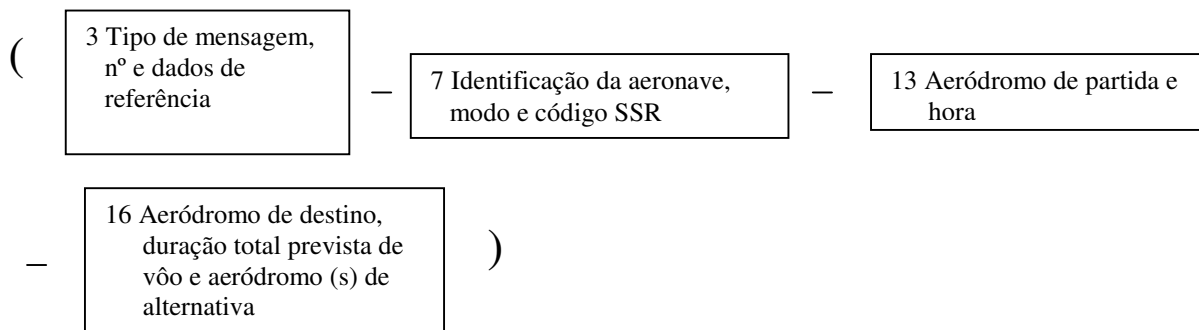 (
3 Tipo de mensagem,
nº e dados de
referência
–
7 Identificação da aeronave,
modo e código SSR
–
13 Aeródromo de partida e
hora
–
16 Aeródromo de destino,
duração total prevista de
vôo e aeródromo (s) de
alternativa
)